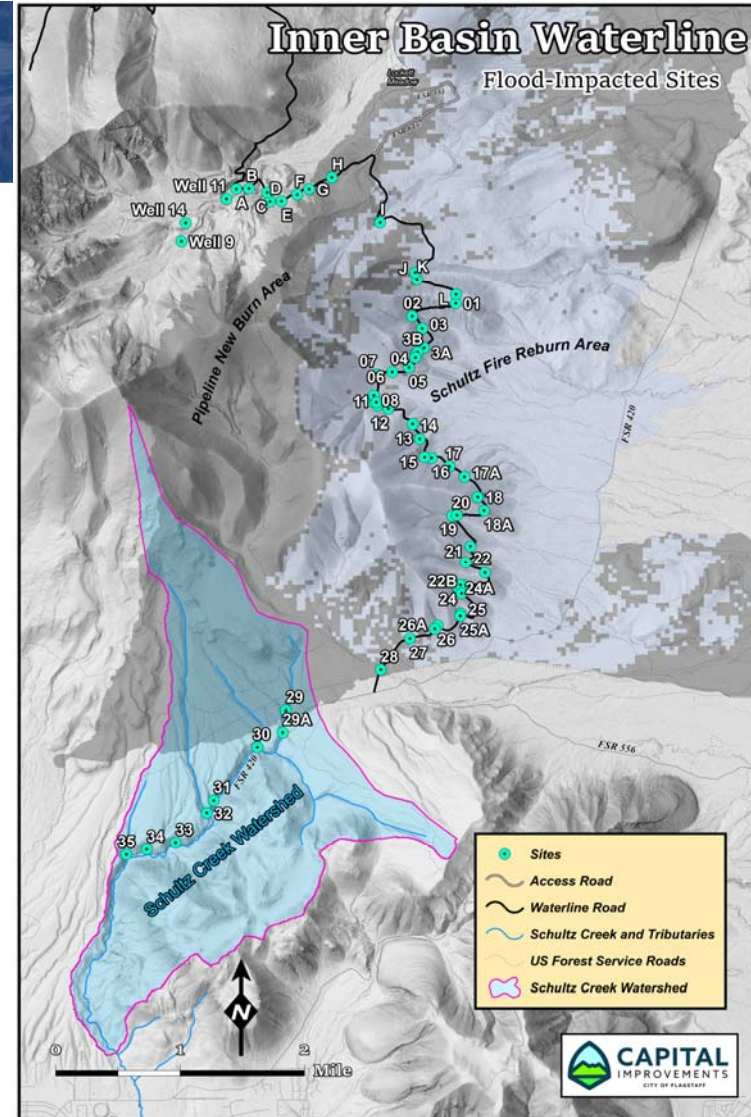 Inner Basin Waterline
Flood-Impacted Sites
Lockett
Meadow
FSR 552
H
Well 11
B
F
D
G
A
C
E
Well 14
I
Well 9
J
K
L
01
02
03
3B
3A
04
07
06
05
08
11
12
14
13
15
17
16
17A
18
20
18A
19
21
22
22B
24A
24
25
26A
25A
26
27
28
29
29A
30
31
32
33
34
35
Pipeline New Burn Area
Schultz Fire Reburn Area
FSR 420
FSR 556
FSR 420
Schultz Creek Watershed
Sites
Access Road
Waterline Road
Schultz Creek and Tributaries
US Forest Service Roads
Schultz Creek Watershed
N
0 1 2
Mile
CAPITAL
IMPROVEMENTS
CITY OF FLAGSTAFF